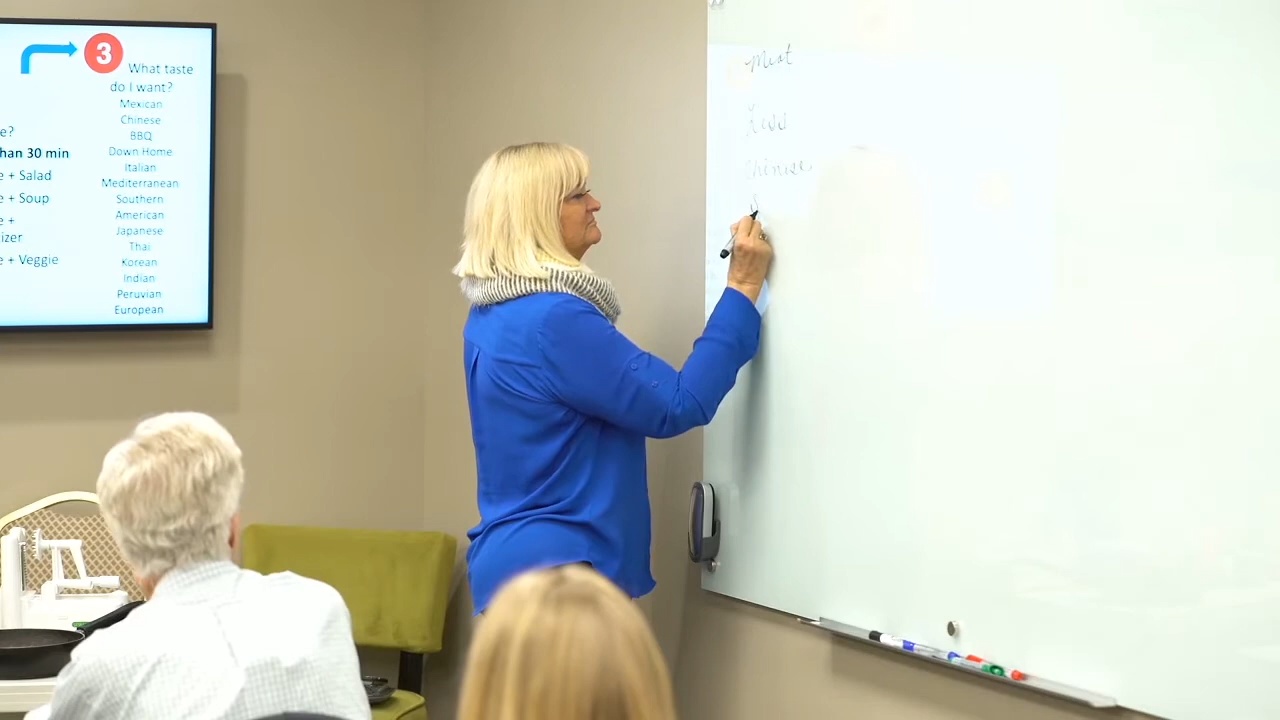 3
What taste
do I want?
Mexican
Chinese
BBQ
Down Home
Italian
Mediterranean
Southern
American
Japanese
Thai
Korean
Indian
Peruvian
European
e?
han 30 min
e + Salad
e + Soup
e +
izer
e + Veggie
Meat
Less
Chinese